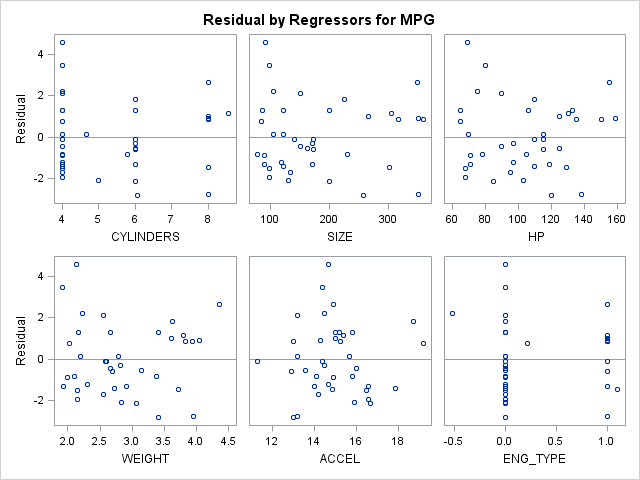 Residual by Regressors for MPG
Residual
4
2
0
-2
4 5 6 7 8
CYLINDERS
100 200 300
SIZE
60 80 100 120 140 160
HP
Residual
4
2
0
-2
2.0 2.5 3.0 3.5 4.0 4.5
WEIGHT
12 14 16 18
ACCEL
-0.5 0.0 0.5 1.0
ENG_TYPE